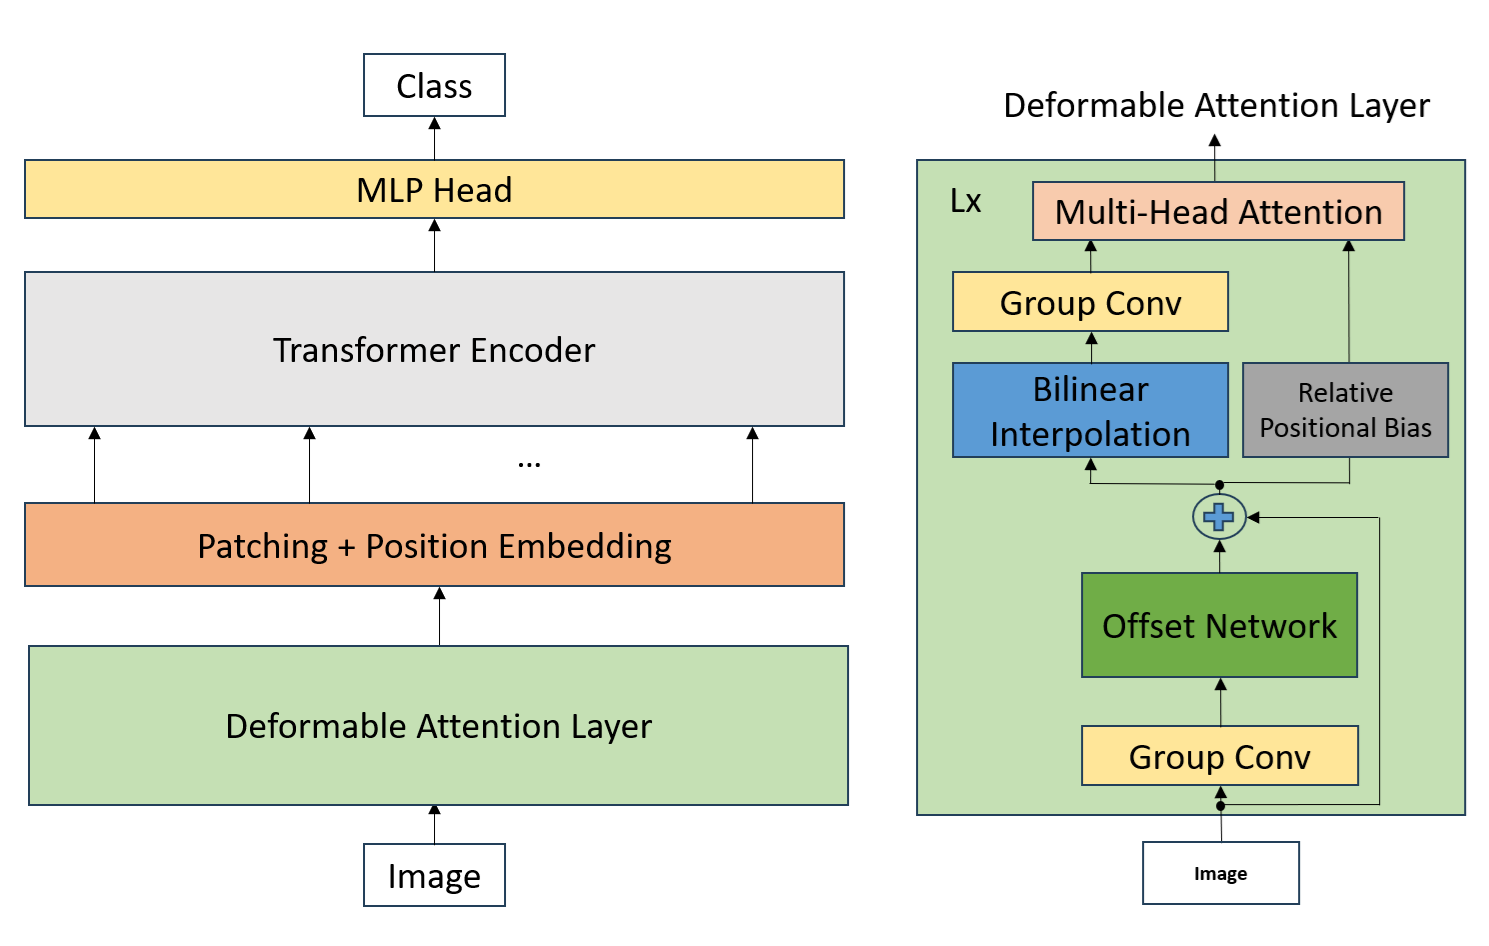 Class
MLP Head
Transformer Encoder
...
Patching + Position Embedding
Deformable Attention Layer
Image
Deformable Attention Layer
Lx
Multi-Head Attention
Group Conv
Bilinear
Interpolation
Relative
Positional Bias
Offset Network
Group Conv
Image